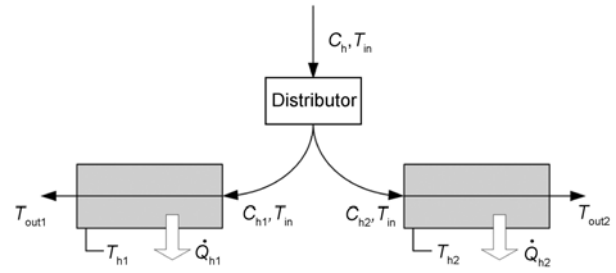 C_h, T_in
Distributor
C_h1, T_in
C_h2, T_in
T_out1
T_out2
T_h1
Q̇_h1
T_h2
Q̇_h2